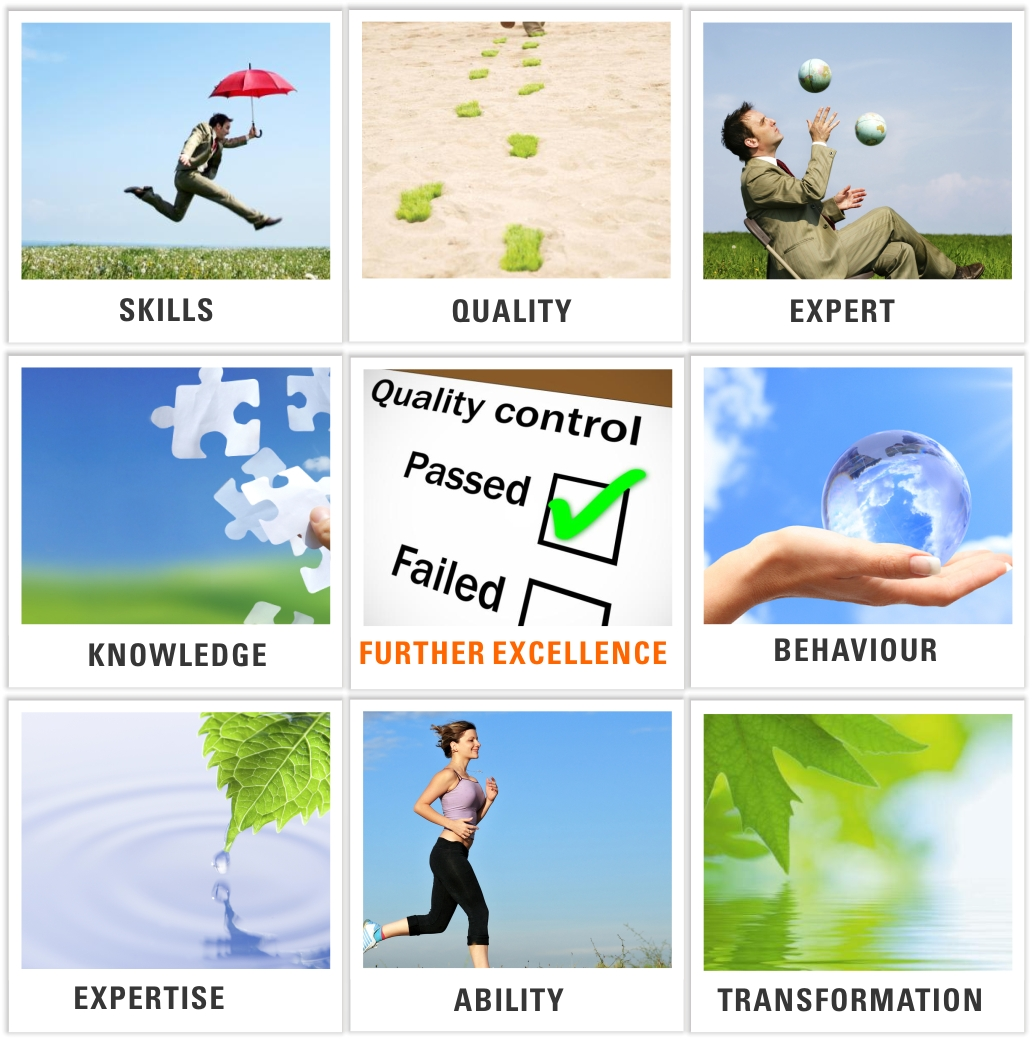 SKILLS
QUALITY
EXPERT
Quality control
Passed
Failed
KNOWLEDGE
FURTHER EXCELLENCE
BEHAVIOUR
EXPERTISE
ABILITY
TRANSFORMATION